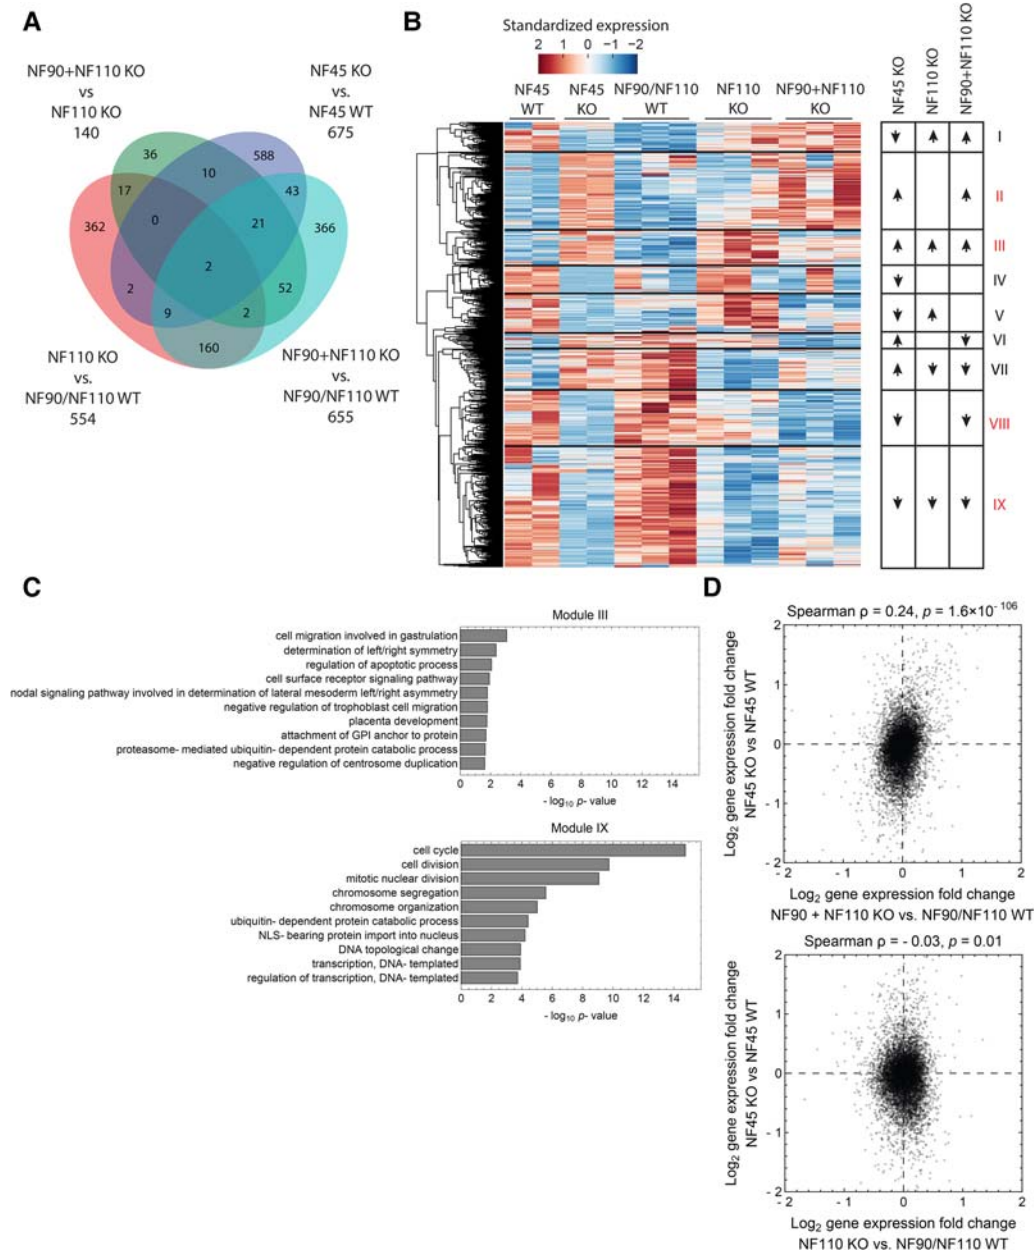 A
NF90+NF110 KO
vs
NF110 KO
140
NF45 KO
vs.
NF45 WT
675
36
10
588
17
43
362
0
21
366
2
2
52
9
2
160
NF110 KO
vs.
NF90/NF110 WT
554
NF90+NF110 KO
vs.
NF90/NF110 WT
655
B
Standardized expression
2 1 0 −1 −2
NF45 WT
NF45 KO
NF90/NF110 WT
NF110 KO
NF90+NF110 KO
NF45 KO
NF110 KO
NF90+NF110 KO
I
II
III
IV
V
VI
VII
VIII
IX
C
Module III
cell migration involved in gastrulation
determination of left/right symmetry
regulation of apoptotic process
cell surface receptor signaling pathway
nodal signaling pathway involved in determination of lateral mesoderm left/right asymmetry
negative regulation of trophoblast cell migration
placenta development
attachment of GPI anchor to protein
proteasome- mediated ubiquitin- dependent protein catabolic process
negative regulation of centrosome duplication
0 2 4 6 8 10 12 14
- log10 p- value
Module IX
cell cycle
cell division
mitotic nuclear division
chromosome segregation
chromosome organization
ubiquitin- dependent protein catabolic process
NLS- bearing protein import into nucleus
DNA topological change
transcription, DNA- templated
regulation of transcription, DNA- templated
0 2 4 6 8 10 12 14
- log10 p- value
D
Spearman ρ = 0.24, p = 1.6×10- 106
Log2 gene expression fold change
NF45 KO vs NF45 WT
2
1
0
- 1
- 2
- 2 - 1 0 1 2
Log2 gene expression fold change
NF90 + NF110 KO vs. NF90/NF110 WT
Spearman ρ = - 0.03, p = 0.01
Log2 gene expression fold change
NF45 KO vs NF45 WT
2
1
0
- 1
- 2
- 2 - 1 0 1 2
Log2 gene expression fold change
NF110 KO vs. NF90/NF110 WT